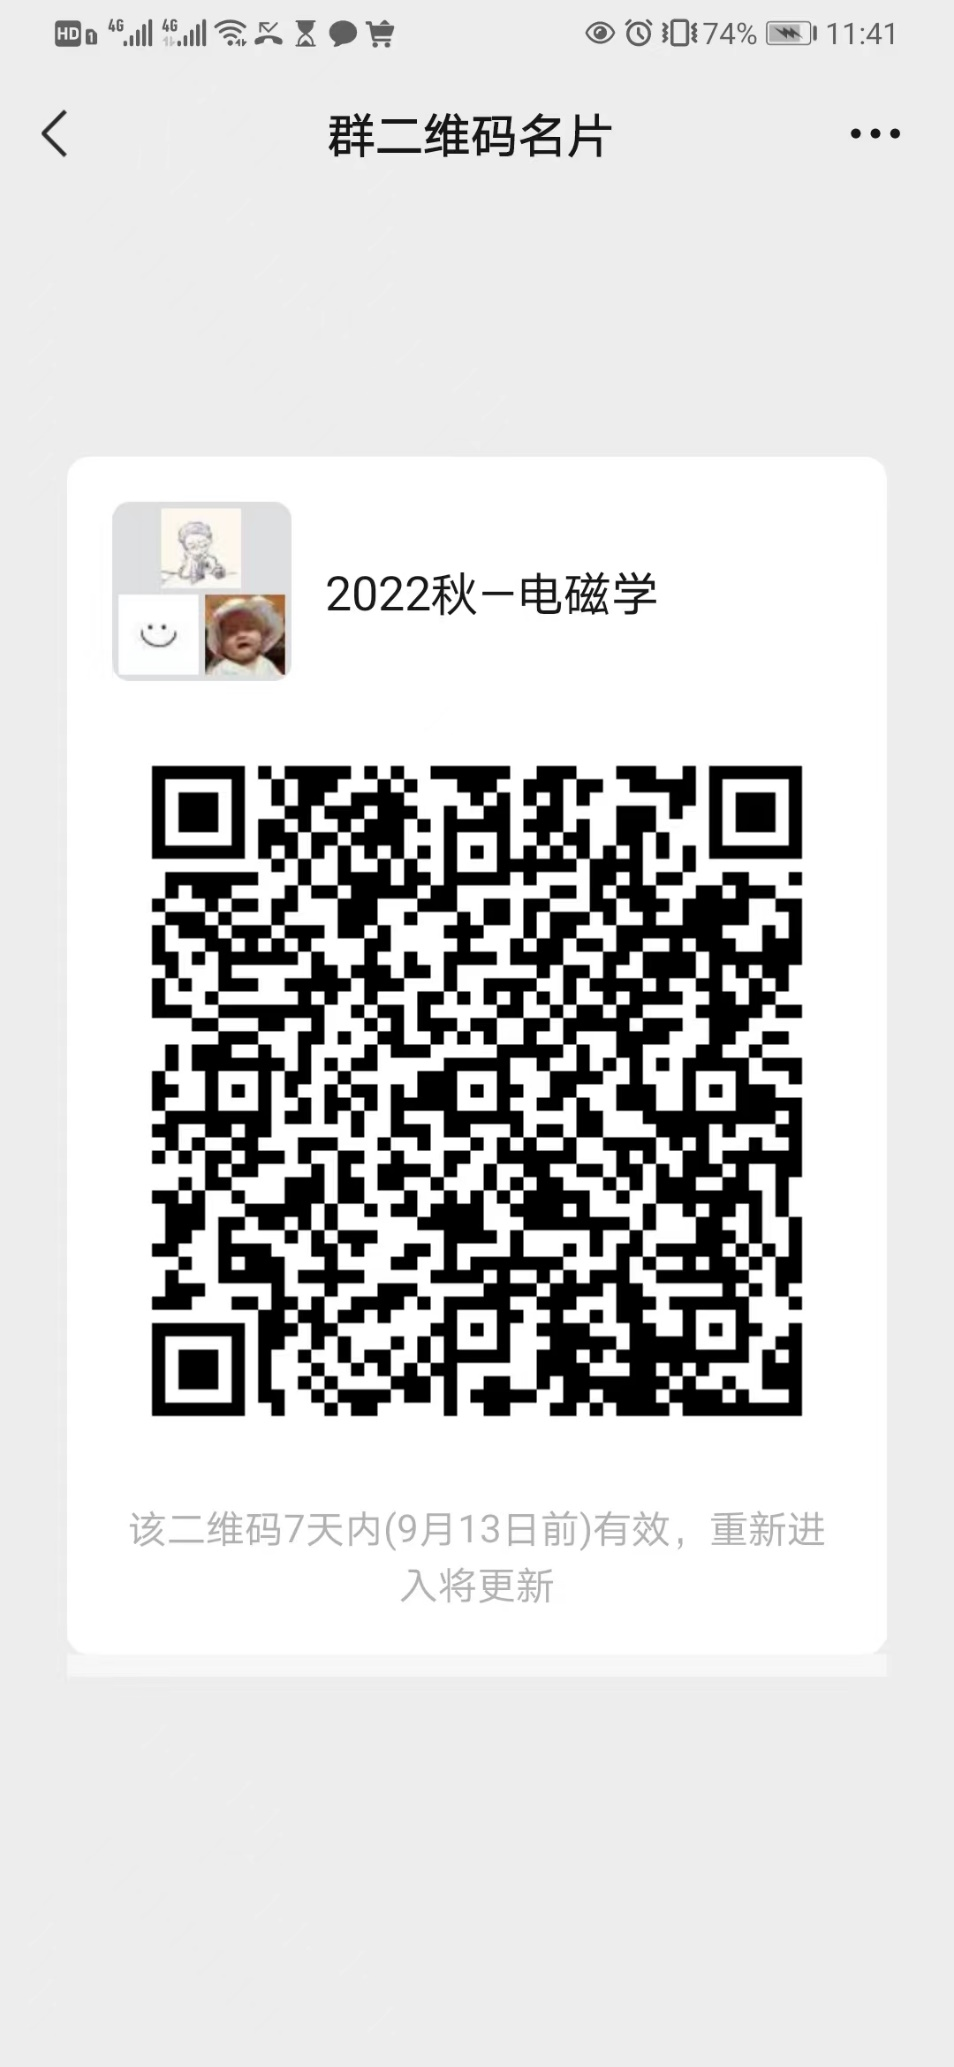 HD 1 4G 4G 74% 11:41
群二维码名片
2022秋-电磁学
该二维码7天内(9月13日前)有效，重新进
入将更新